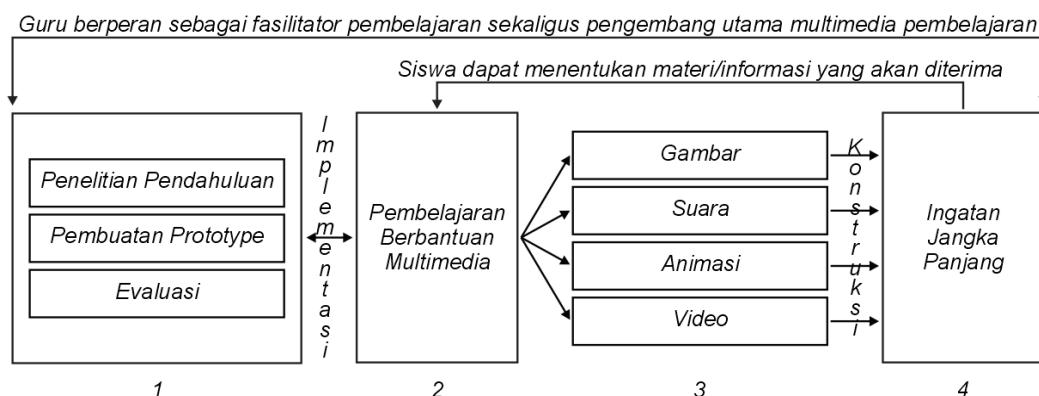 Guru berperan sebagai fasilitator pembelajaran sekaligus pengembang utama multimedia pembelajaran
Siswa dapat menentukan materi/informasi yang akan diterima
Penelitian Pendahuluan
Pembuatan Prototype
Evaluasi
Implementasi
Pembelajaran
Berbantuan
Multimedia
Gambar
Suara
Animasi
Video
Konstruksi
Ingatan
Jangka
Panjang
1
2
3
4